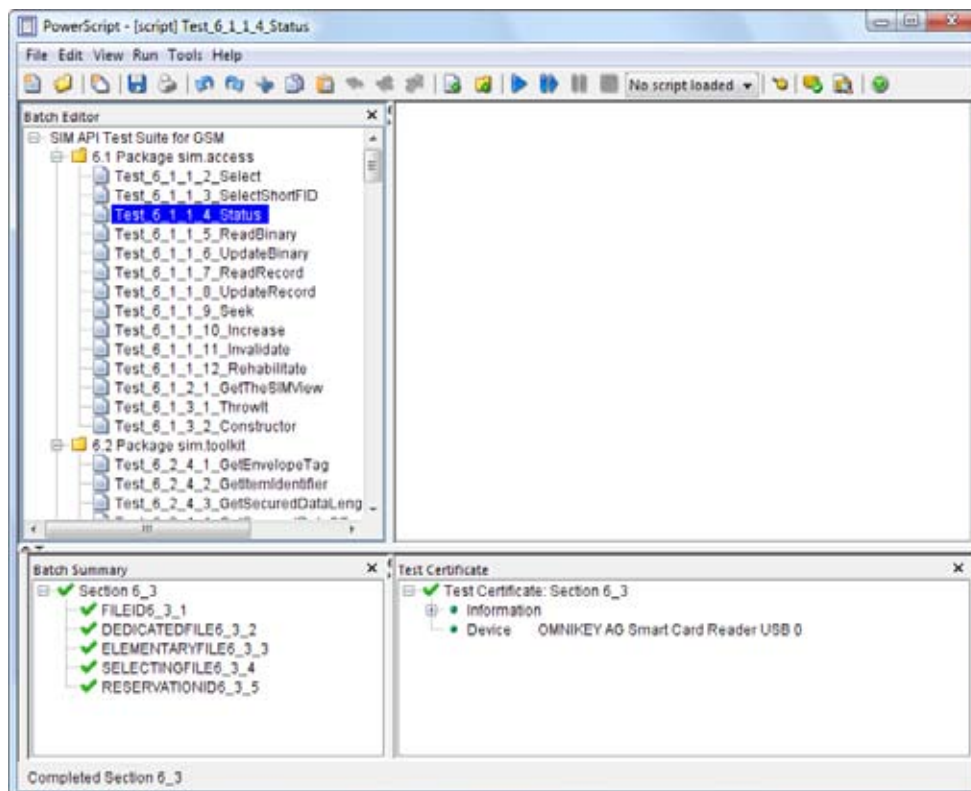 PowerScript - [script] Test_6_1_1_4_Status
File Edit View Run Tools Help
No script loaded
Batch Editor
SIM API Test Suite for GSM
6.1 Package sim.access
Test_6_1_1_2_Select
Test_6_1_1_3_SelectShortFID
Test_6_1_1_4_Status
Test_6_1_1_5_ReadBinary
Test_6_1_1_6_UpdateBinary
Test_6_1_1_7_ReadRecord
Test_6_1_1_8_UpdateRecord
Test_6_1_1_9_Seek
Test_6_1_1_10_Increase
Test_6_1_1_11_Invalidate
Test_6_1_1_12_Rehabilitate
Test_6_1_2_1_GetTheSIMView
Test_6_1_3_1_ThrowIt
Test_6_1_3_2_Constructor
6.2 Package sim.toolkit
Test_6_2_4_1_GetEnvelopeTag
Test_6_2_4_2_GetItemIdentifier
Test_6_2_4_3_GetSecuredDataLeng
Batch Summary
Section 6_3
FILEID6_3_1
DEDICATEDFILE6_3_2
ELEMENTARYFILE6_3_3
SELECTINGFILE6_3_4
RESERVATIONID6_3_5
Test Certificate
Test Certificate: Section 6_3
Information
Device OMNIKEY AG Smart Card Reader USB 0
Completed Section 6_3